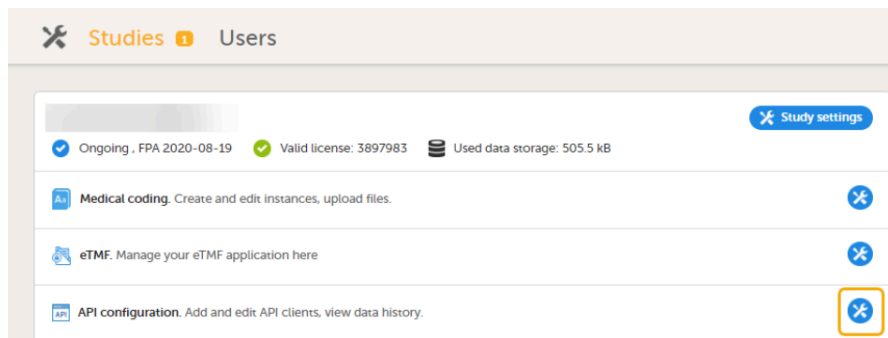 Studies 1 Users
Study settings
Ongoing , FPA 2020-08-19 Valid license: 3897983 Used data storage: 505.5 kB
Aa Medical coding. Create and edit instances, upload files.
eTMF. Manage your eTMF application here
API API configuration. Add and edit API clients, view data history.